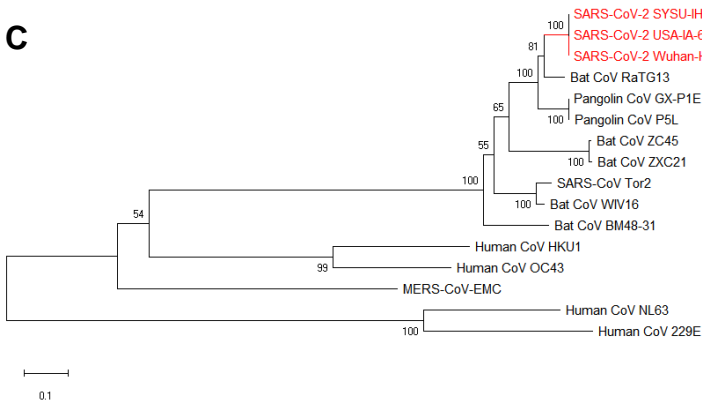 C
SARS-CoV-2 SYSU-IH
100
SARS-CoV-2 USA-IA-6
81
SARS-CoV-2 Wuhan-H
100
Bat CoV RaTG13
Pangolin CoV GX-P1E
65
100
Pangolin CoV P5L
55
Bat CoV ZC45
100
Bat CoV ZXC21
100
SARS-CoV Tor2
100
Bat CoV WIV16
54
Bat CoV BM48-31
Human CoV HKU1
99
Human CoV OC43
MERS-CoV-EMC
Human CoV NL63
100
Human CoV 229E
0.1